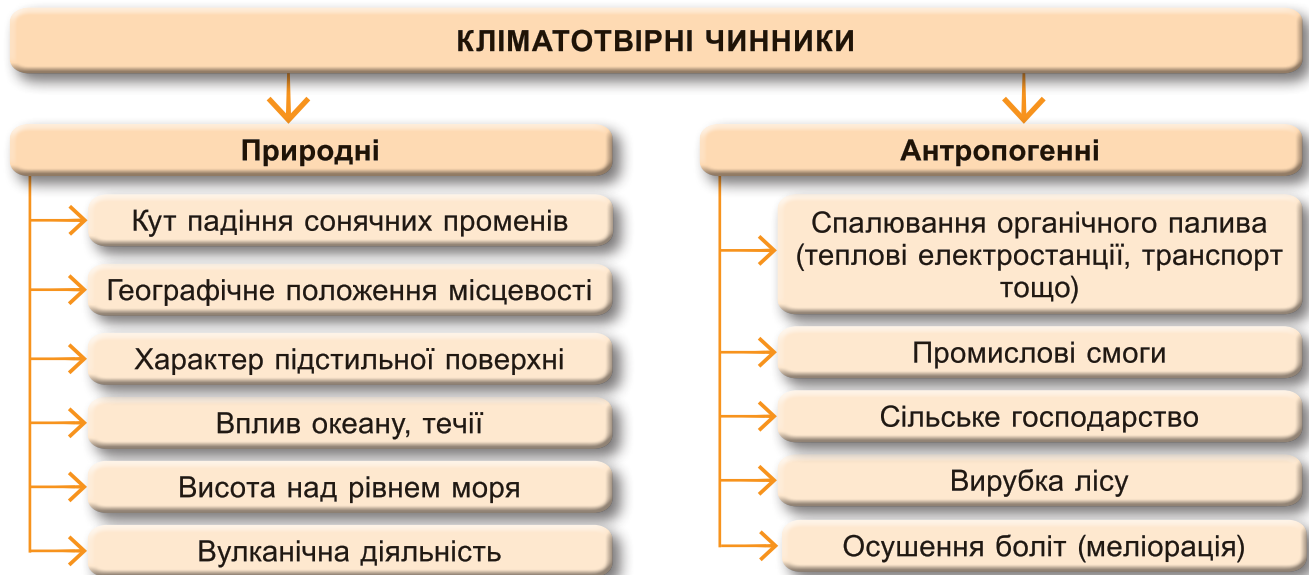 КЛІМАТОТВІРНІ ЧИННИКИ
Природні
Кут падіння сонячних променів
Географічне положення місцевості
Характер підстильної поверхні
Вплив океану, течії
Висота над рівнем моря
Вулканічна діяльність
Антропогенні
Спалювання органічного палива
(теплові електростанції, транспорт
тощо)
Промислові смоги
Сільське господарство
Вирубка лісу
Осушення боліт (меліорація)